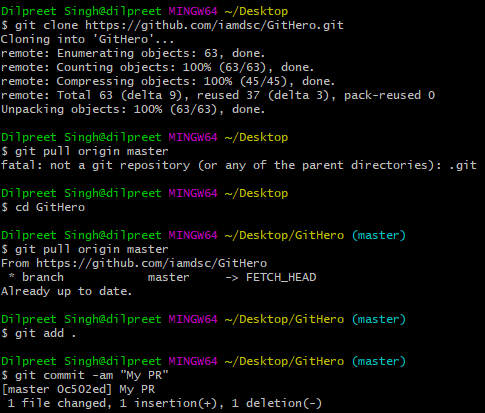 Dilpreet Singh@dilpreet MINGW64 ~/Desktop
$ git clone https://github.com/iamdsc/GitHero.git
Cloning into 'GitHero'...
remote: Enumerating objects: 63, done.
remote: Counting objects: 100% (63/63), done.
remote: Compressing objects: 100% (45/45), done.
remote: Total 63 (delta 9), reused 37 (delta 3), pack-reused 0
Unpacking objects: 100% (63/63), done.
Dilpreet Singh@dilpreet MINGW64 ~/Desktop
$ git pull origin master
fatal: not a git repository (or any of the parent directories): .git
Dilpreet Singh@dilpreet MINGW64 ~/Desktop
$ cd GitHero
Dilpreet Singh@dilpreet MINGW64 ~/Desktop/GitHero (master)
$ git pull origin master
From https://github.com/iamdsc/GitHero
 * branch            master     -> FETCH_HEAD
Already up to date.
Dilpreet Singh@dilpreet MINGW64 ~/Desktop/GitHero (master)
$ git add .
Dilpreet Singh@dilpreet MINGW64 ~/Desktop/GitHero (master)
$ git commit -am "My PR"
[master 0c502ed] My PR
 1 file changed, 1 insertion(+), 1 deletion(-)